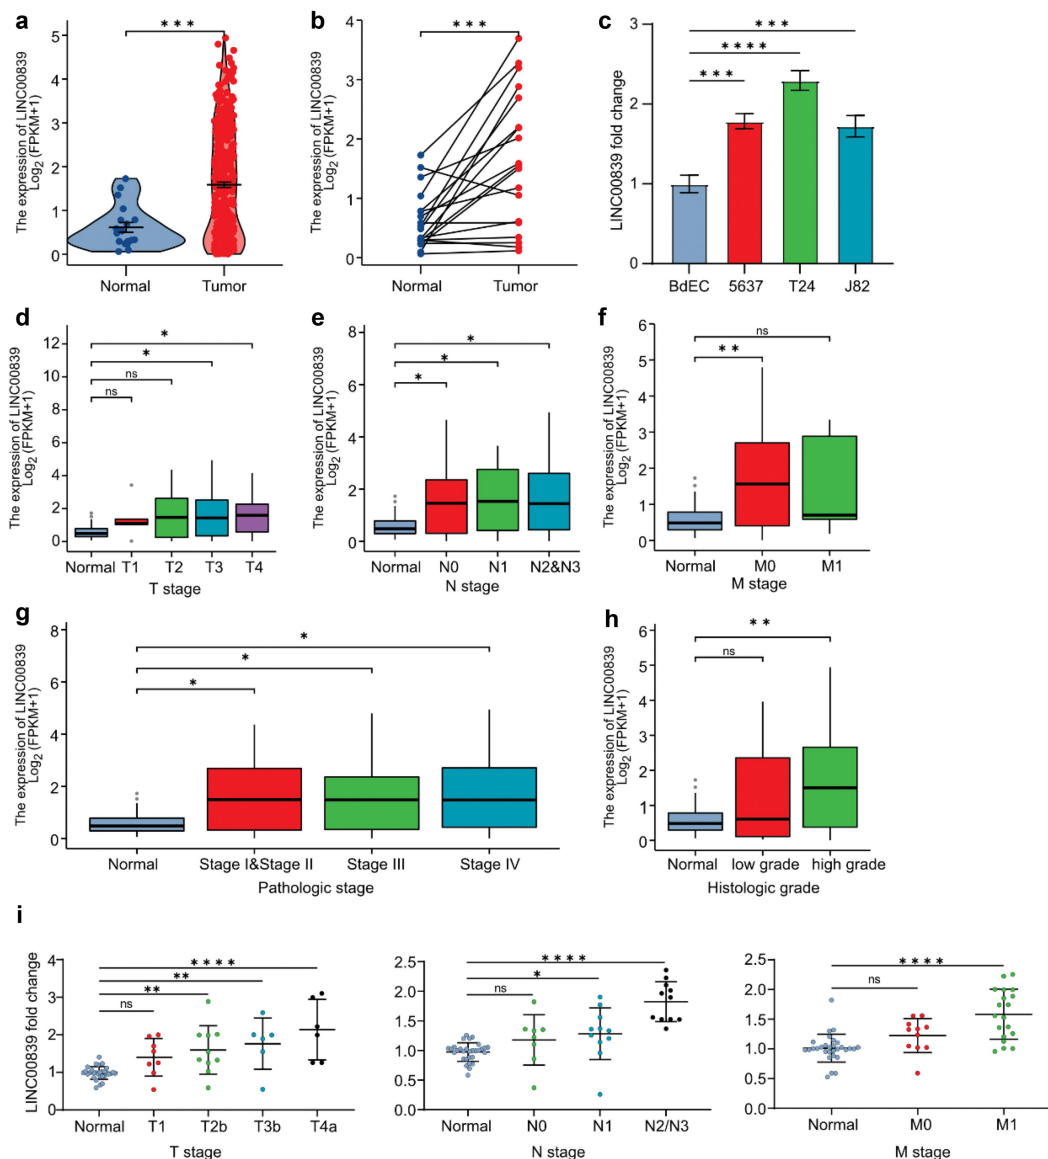 a
The expression of LINC00839
Log2 (FPKM+1)
5
4
3
2
1
0
***
Normal Tumor
b
The expression of LINC00839
Log2 (FPKM+1)
4
3
2
1
0
***
Normal Tumor
c
LINC00839 fold change
3
2
1
0
***
****
***
BdEC 5637 T24 J82
d
The expression of LINC00839
Log2 (FPKM+1)
12
10
8
6
4
2
0
*
*
ns
ns
Normal T1 T2 T3 T4
T stage
e
The expression of LINC00839
Log2 (FPKM+1)
8
6
4
2
0
*
*
*
Normal N0 N1 N2&N3
N stage
f
The expression of LINC00839
Log2 (FPKM+1)
6
5
4
3
2
1
0
ns
**
Normal M0 M1
M stage
g
The expression of LINC00839
Log2 (FPKM+1)
8
6
4
2
0
*
*
*
Normal Stage I&Stage II Stage III Stage IV
Pathologic stage
h
The expression of LINC00839
Log2 (FPKM+1)
6
5
4
3
2
1
0
**
ns
Normal low grade high grade
Histologic grade
i
LINC00839 fold change
4
3
2
1
0
****
**
**
ns
Normal T1 T2b T3b T4a
T stage
2.5
2.0
1.5
1.0
0.5
0.0
****
*
ns
Normal N0 N1 N2/N3
N stage
2.5
2.0
1.5
1.0
0.5
0.0
****
ns
Normal M0 M1
M stage